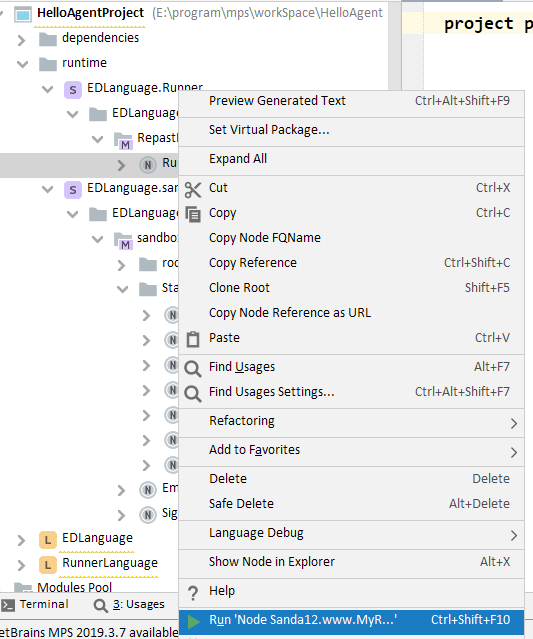 HelloAgentProject (E:\program\mps\workSpace\HelloAgent
project p
dependencies
runtime
EDLanguage.Runner
EDLanguage
Repast
Ru
EDLanguage.san
EDLanguage
sandbox
roo
Sta
Em
Sig
EDLanguage
RunnerLanguage
Modules Pool
Terminal 3: Usages
etBrains MPS 2019.3.7 available
Preview Generated Text Ctrl+Alt+Shift+F9
Set Virtual Package...
Expand All
Cut Ctrl+X
Copy Ctrl+C
Copy Node FQName
Copy Reference Ctrl+Shift+C
Clone Root Shift+F5
Copy Node Reference as URL
Paste Ctrl+V
Find Usages Alt+F7
Find Usages Settings... Ctrl+Alt+Shift+F7
Refactoring
Add to Favorites
Delete Delete
Safe Delete Alt+Delete
Language Debug
Show Node in Explorer Alt+X
Help
Run 'Node Sanda12.www.MyR...' Ctrl+Shift+F10